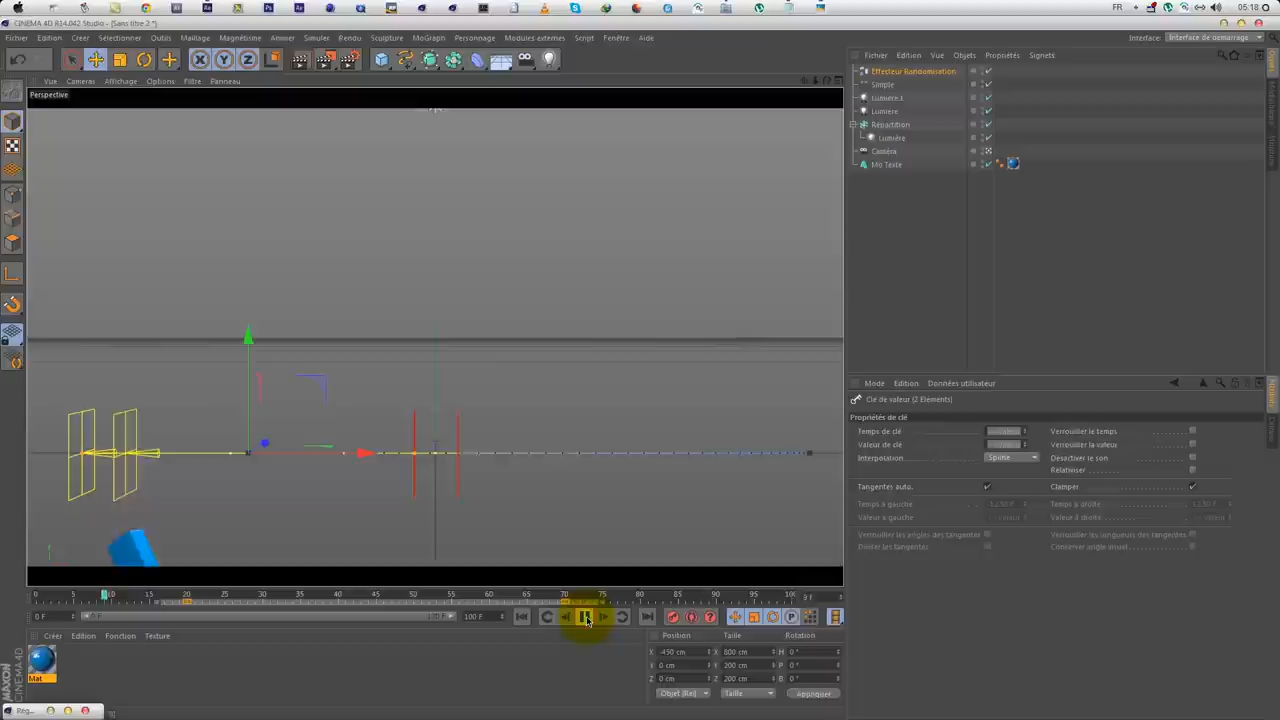 FR 05:18
CINEMA 4D R14.042 Studio - [Sans titre 2 *]
Fichier Edition Créer Sélectionner Outils Maillage Magnétisme Animer Simuler Rendu Sculpture MoGraph Personnage Modules externes Script Fenêtre Aide Interface: Interface de démarrage
Vue Cameras Affichage Options Filtre Panneau
Fichier Edition Vue Objets Propriétés Signets
Perspective
Effecteur Randomisation
Simple
Lumière.1
Lumière
Répartition
Lumière
Caméra
Mo Texte
Mode Edition Données utilisateur
Clé de valeur [2 Eléments]
Propriétés de clé
Temps de clé Verrouiller le temps
Valeur de clé Verrouiller la valeur
Interpolation Spline Désactiver le son
Relativiser
Tangentes auto. Clamper
Temps à gauche Temps à droite
Valeur à gauche Valeur à droite
Verrouiller les angles des tangentes Verrouiller les longueurs des tangentes
Diviser les tangentes Conserver angle visuel
0 5 10 15 20 25 30 35 40 45 50 55 60 65 70 75 80 85 90 95 100 9 F
0 F 0 F 120 F 100 F
Créer Edition Fonction Texture
Position Taille Rotation
X -450 cm X 800 cm H 0 °
Y 0 cm Y 200 cm P 0 °
Z 0 cm Z 200 cm B 0 °
Objet (Rel) Taille Appliquer
Mat
MAXON CINEMA 4D
Rég...